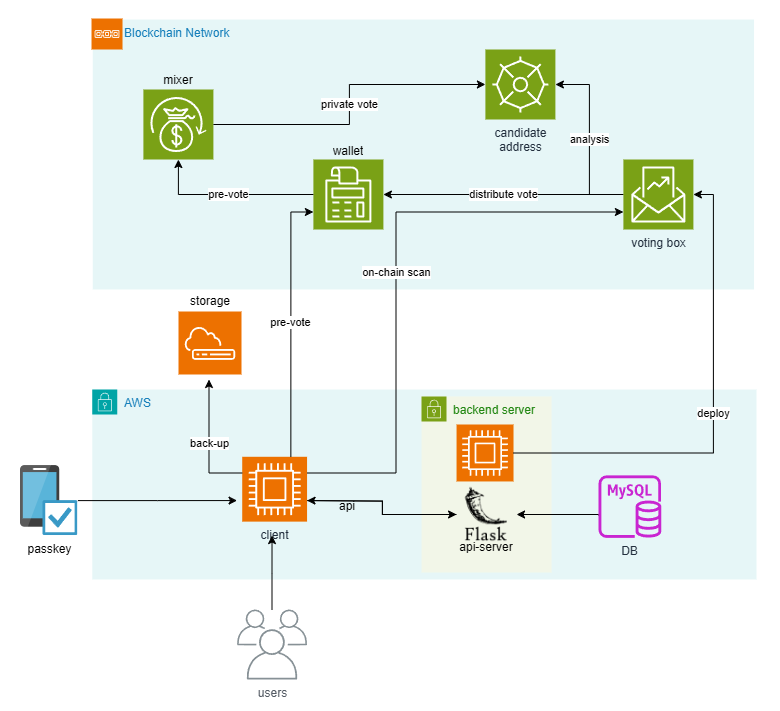 Blockchain Network
mixer
private vote
candidate
address
analysis
wallet
pre-vote
distribute vote
voting box
on-chain scan
storage
pre-vote
AWS
backend server
deploy
back-up
MySQL
api
Flask
client
api-server
passkey
DB
users
$